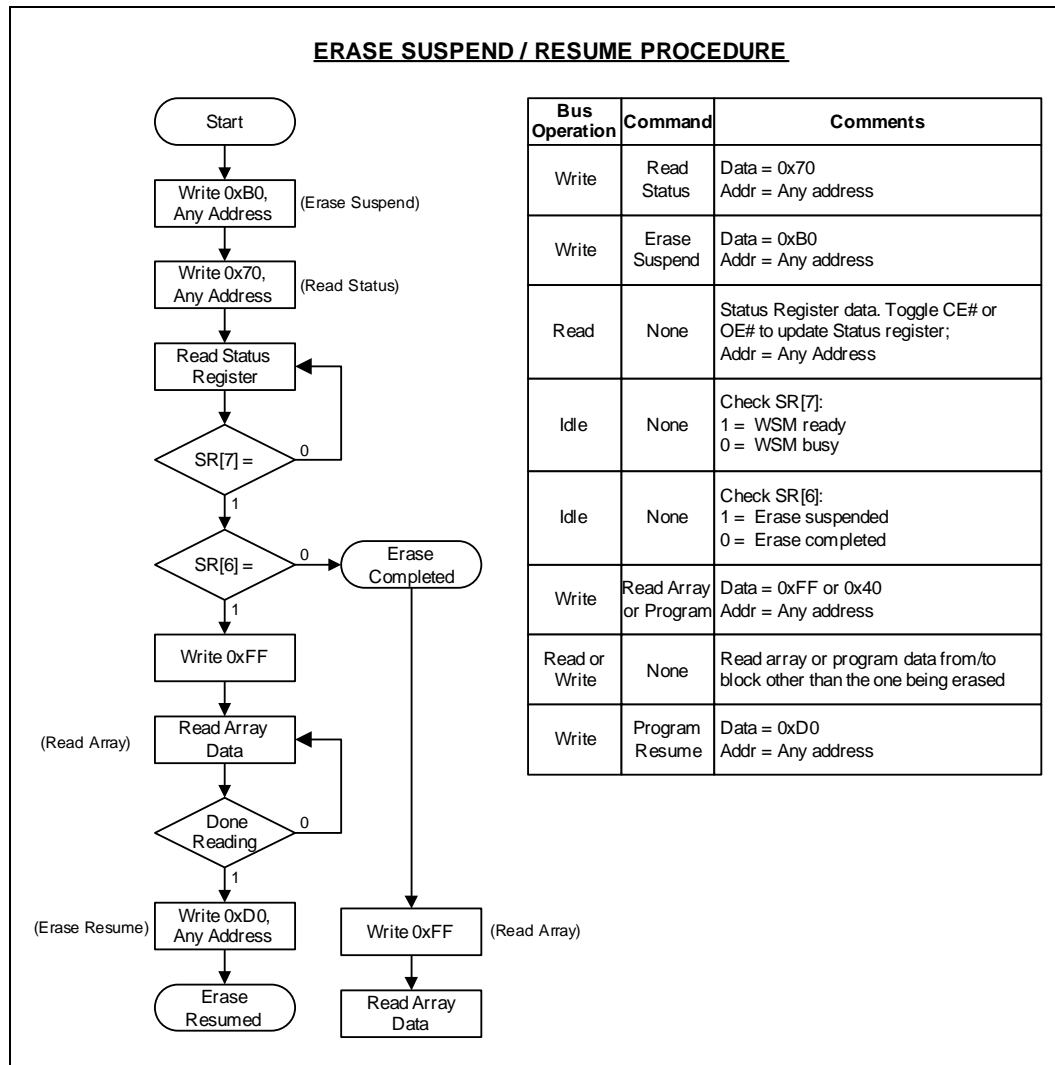 ERASE SUSPEND / RESUME PROCEDURE
Start
Write 0xB0,
Any Address
(Erase Suspend)
Write 0x70,
Any Address
(Read Status)
Read Status
Register
SR[7] =
0
1
SR[6] =
0
Erase
Completed
1
Write 0xFF
(Read Array)
Read Array
Data
Done
Reading
0
1
(Erase Resume)
Write 0xD0,
Any Address
Erase
Resumed
Write 0xFF
(Read Array)
Read Array
Data
Bus
Operation
Command
Comments
Write
Read
Status
Data = 0x70
Addr = Any address
Write
Erase
Suspend
Data = 0xB0
Addr = Any address
Read
None
Status Register data. Toggle CE# or
OE# to update Status register;
Addr = Any Address
Idle
None
Check SR[7]:
1 = WSM ready
0 = WSM busy
Idle
None
Check SR[6]:
1 = Erase suspended
0 = Erase completed
Write
Read Array
or Program
Data = 0xFF or 0x40
Addr = Any address
Read or
Write
None
Read array or program data from/to
block other than the one being erased
Write
Program
Resume
Data = 0xD0
Addr = Any address